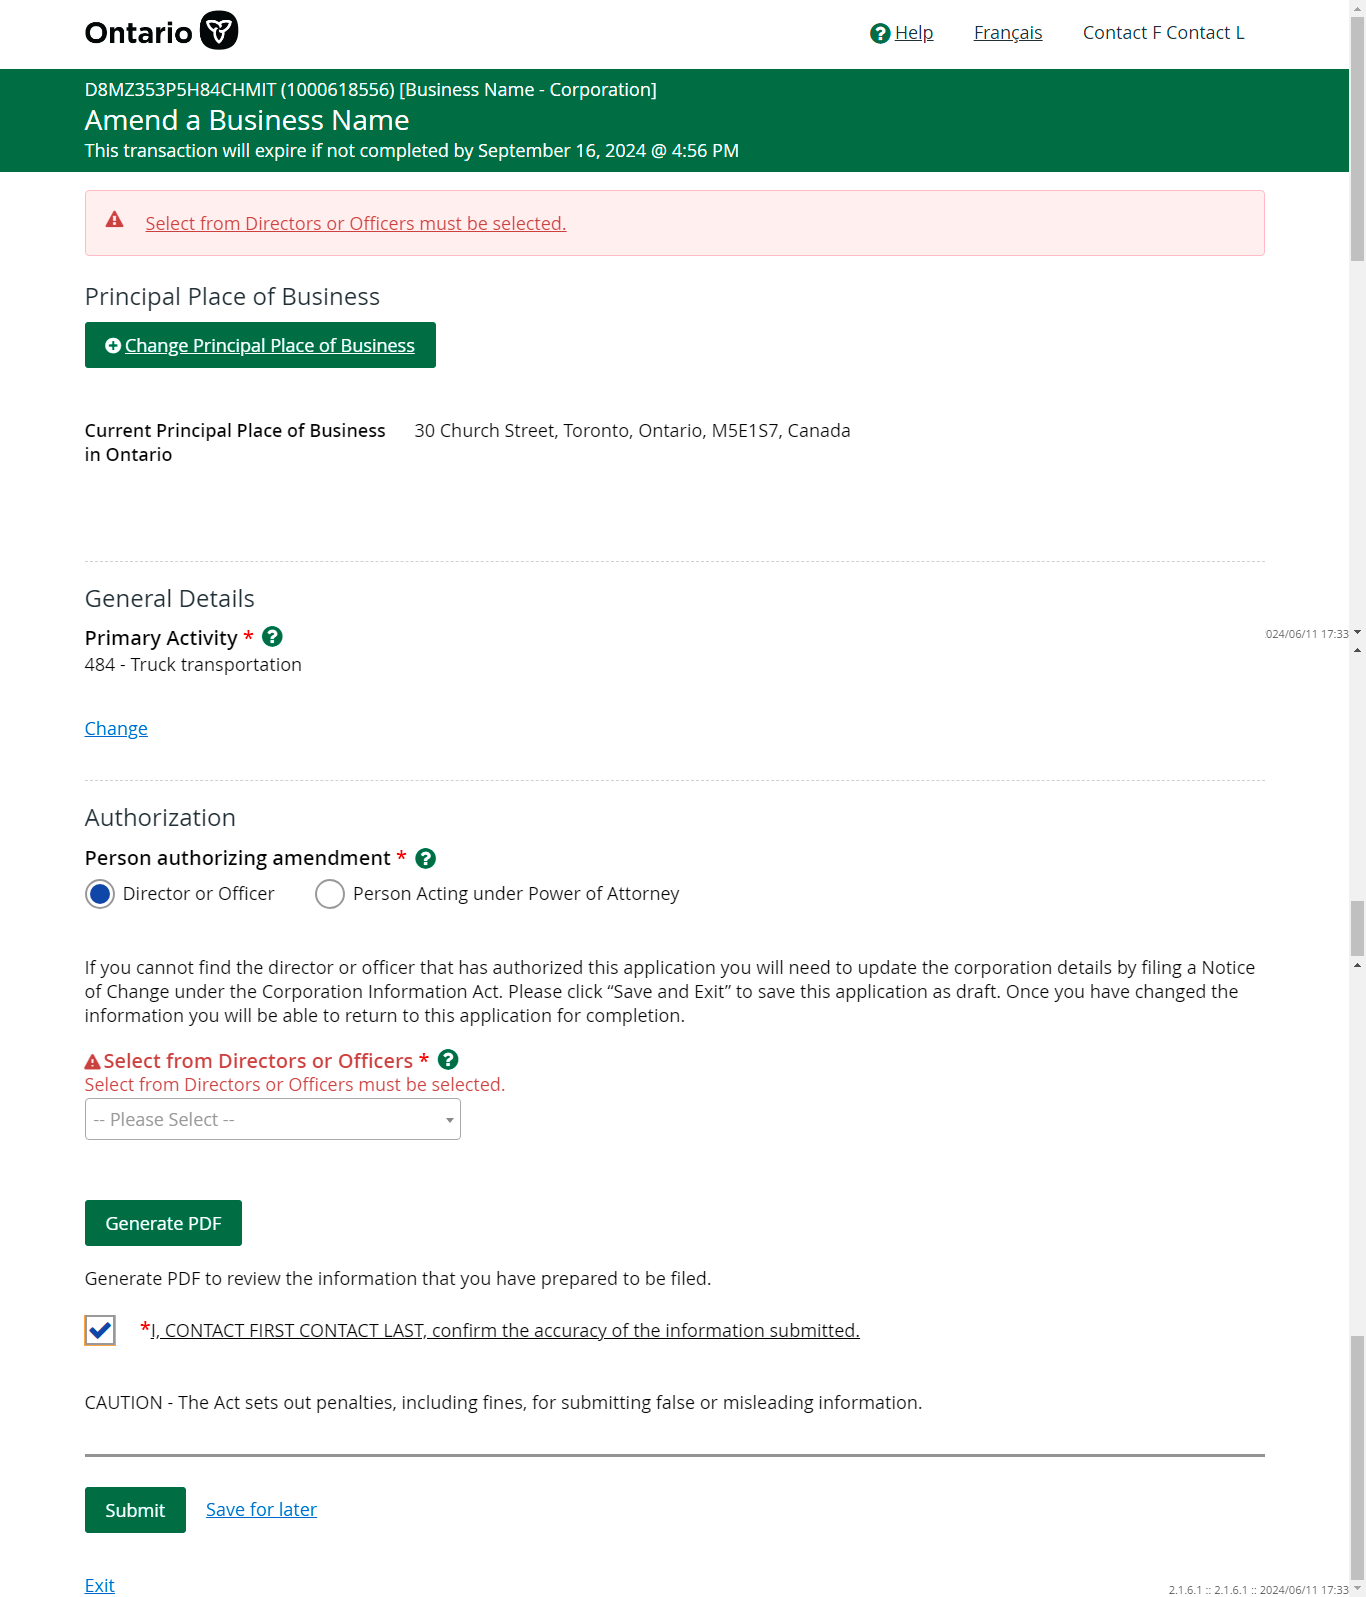 Ontario
Help
Français
Contact F Contact L
D8MZ353P5H84CHMIT (1000618556) [Business Name - Corporation]
Amend a Business Name
This transaction will expire if not completed by September 16, 2024 @ 4:56 PM
Select from Directors or Officers must be selected.
Principal Place of Business
Change Principal Place of Business
Current Principal Place of Business in Ontario
30 Church Street, Toronto, Ontario, M5E1S7, Canada
General Details
Primary Activity *
024/06/11 17:33
484 - Truck transportation
Change
Authorization
Person authorizing amendment *
Director or Officer
Person Acting under Power of Attorney
If you cannot find the director or officer that has authorized this application you will need to update the corporation details by filing a Notice
of Change under the Corporation Information Act. Please click “Save and Exit” to save this application as draft. Once you have changed the
information you will be able to return to this application for completion.
Select from Directors or Officers *
Select from Directors or Officers must be selected.
-- Please Select --
Generate PDF
Generate PDF to review the information that you have prepared to be filed.
*I, CONTACT FIRST CONTACT LAST, confirm the accuracy of the information submitted.
CAUTION - The Act sets out penalties, including fines, for submitting false or misleading information.
Submit
Save for later
Exit
2.1.6.1 :: 2.1.6.1 :: 2024/06/11 17:33